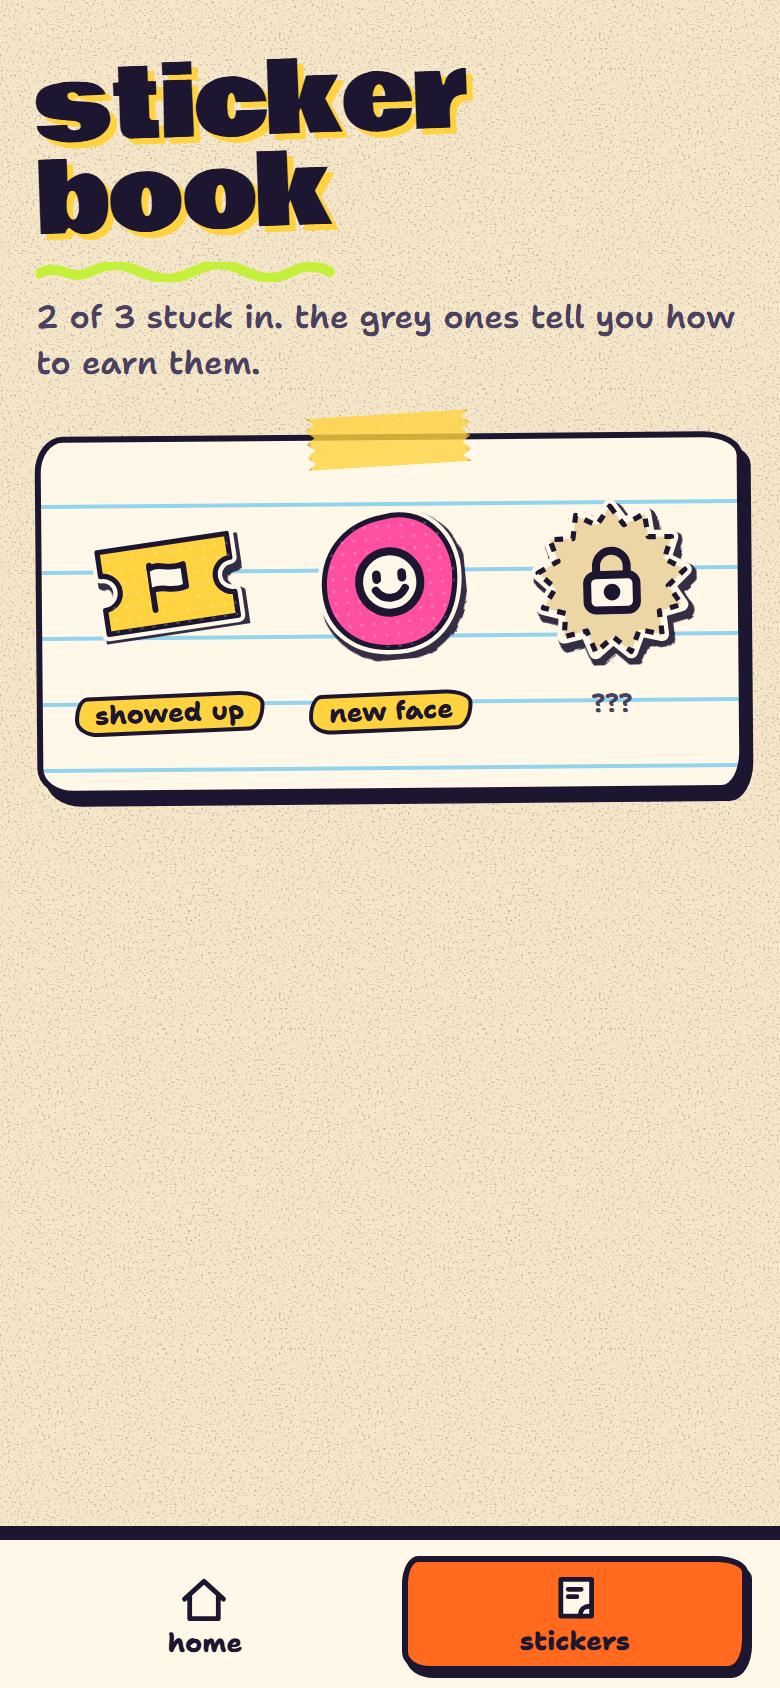 sticker
book
2 of 3 stuck in. the grey ones tell you how
to earn them.
showed up
new face
???
home
stickers